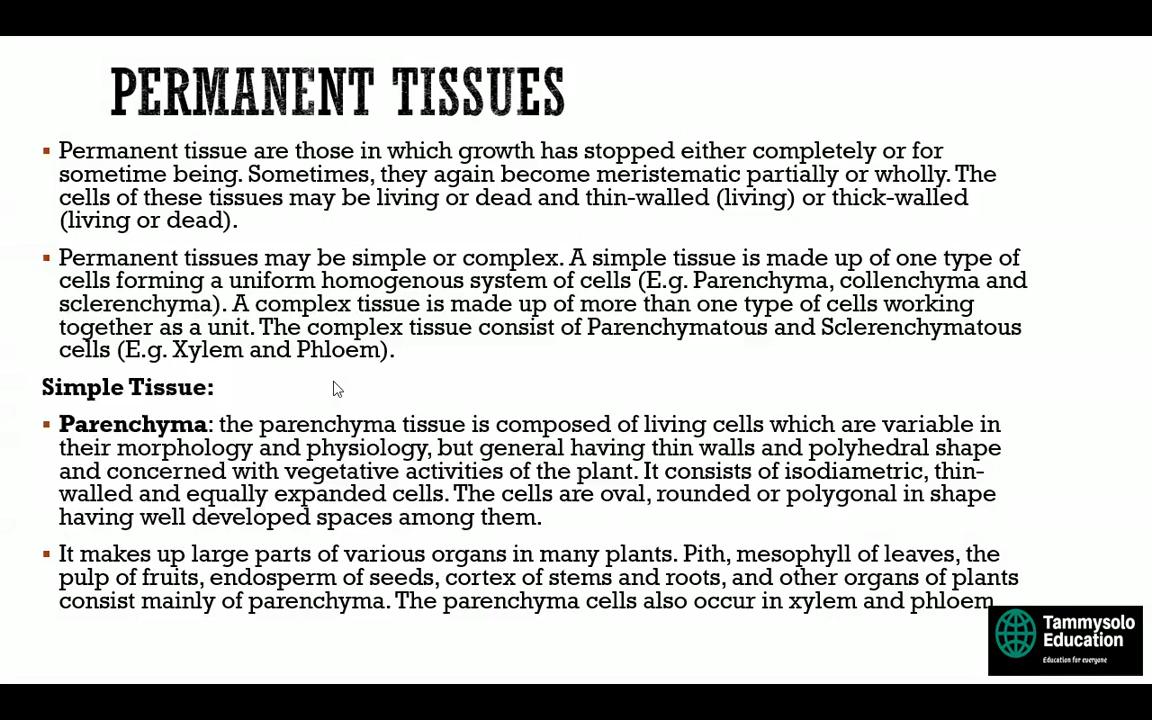 PERMANENT TISSUES
▪ Permanent tissue are those in which growth has stopped either completely or for
sometime being. Sometimes, they again become meristematic partially or wholly. The
cells of these tissues may be living or dead and thin-walled (living) or thick-walled
(living or dead).
▪ Permanent tissues may be simple or complex. A simple tissue is made up of one type of
cells forming a uniform homogenous system of cells (E.g. Parenchyma, collenchyma and
sclerenchyma). A complex tissue is made up of more than one type of cells working
together as a unit. The complex tissue consist of Parenchymatous and Sclerenchymatous
cells (E.g. Xylem and Phloem).
Simple Tissue:
▪ Parenchyma: the parenchyma tissue is composed of living cells which are variable in
their morphology and physiology, but general having thin walls and polyhedral shape
and concerned with vegetative activities of the plant. It consists of isodiametric, thin-
walled and equally expanded cells. The cells are oval, rounded or polygonal in shape
having well developed spaces among them.
▪ It makes up large parts of various organs in many plants. Pith, mesophyll of leaves, the
pulp of fruits, endosperm of seeds, cortex of stems and roots, and other organs of plants
consist mainly of parenchyma. The parenchyma cells also occur in xylem and phloem
Tammysolo
Education
Education for everyone